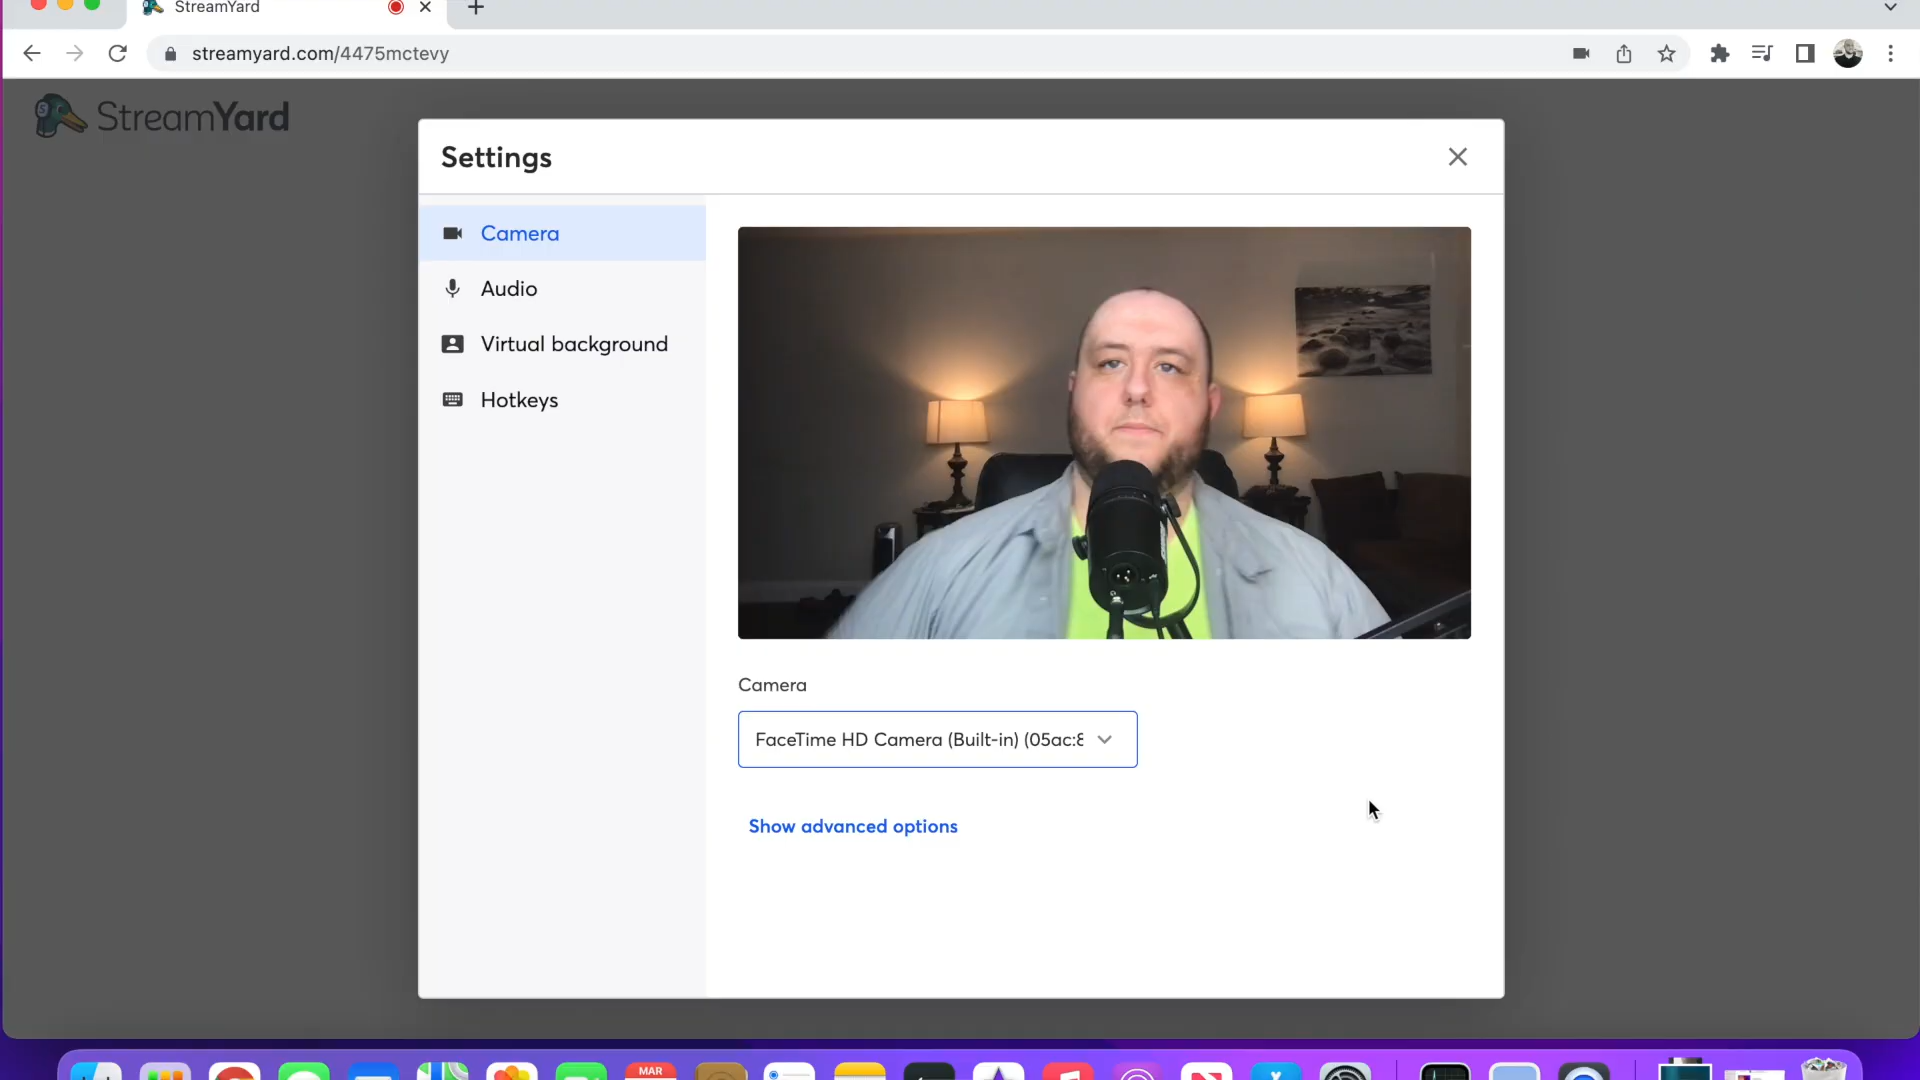 StreamYard
streamyard.com/4475mctevy
StreamYard
Settings
Camera
Audio
Virtual background
Hotkeys
Camera
FaceTime HD Camera (Built-in) (05ac:8
Show advanced options
MAR